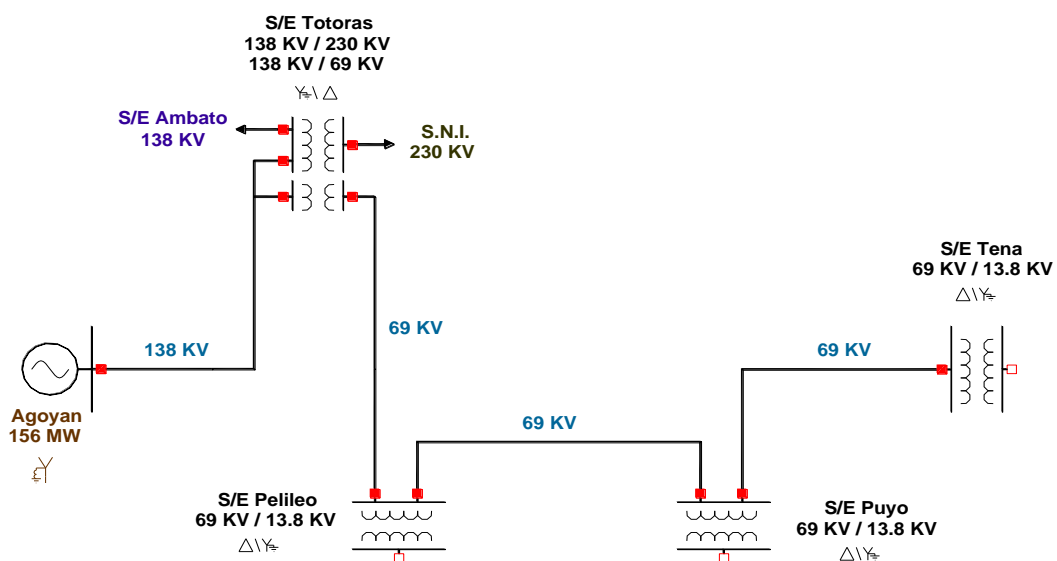 S/E Totoras
138 KV / 230 KV
138 KV / 69 KV
S/E Ambato
138 KV
S.N.I.
230 KV
S/E Tena
69 KV / 13.8 KV
69 KV
138 KV
69 KV
Agoyan
156 MW
69 KV
S/E Pelileo
69 KV / 13.8 KV
S/E Puyo
69 KV / 13.8 KV